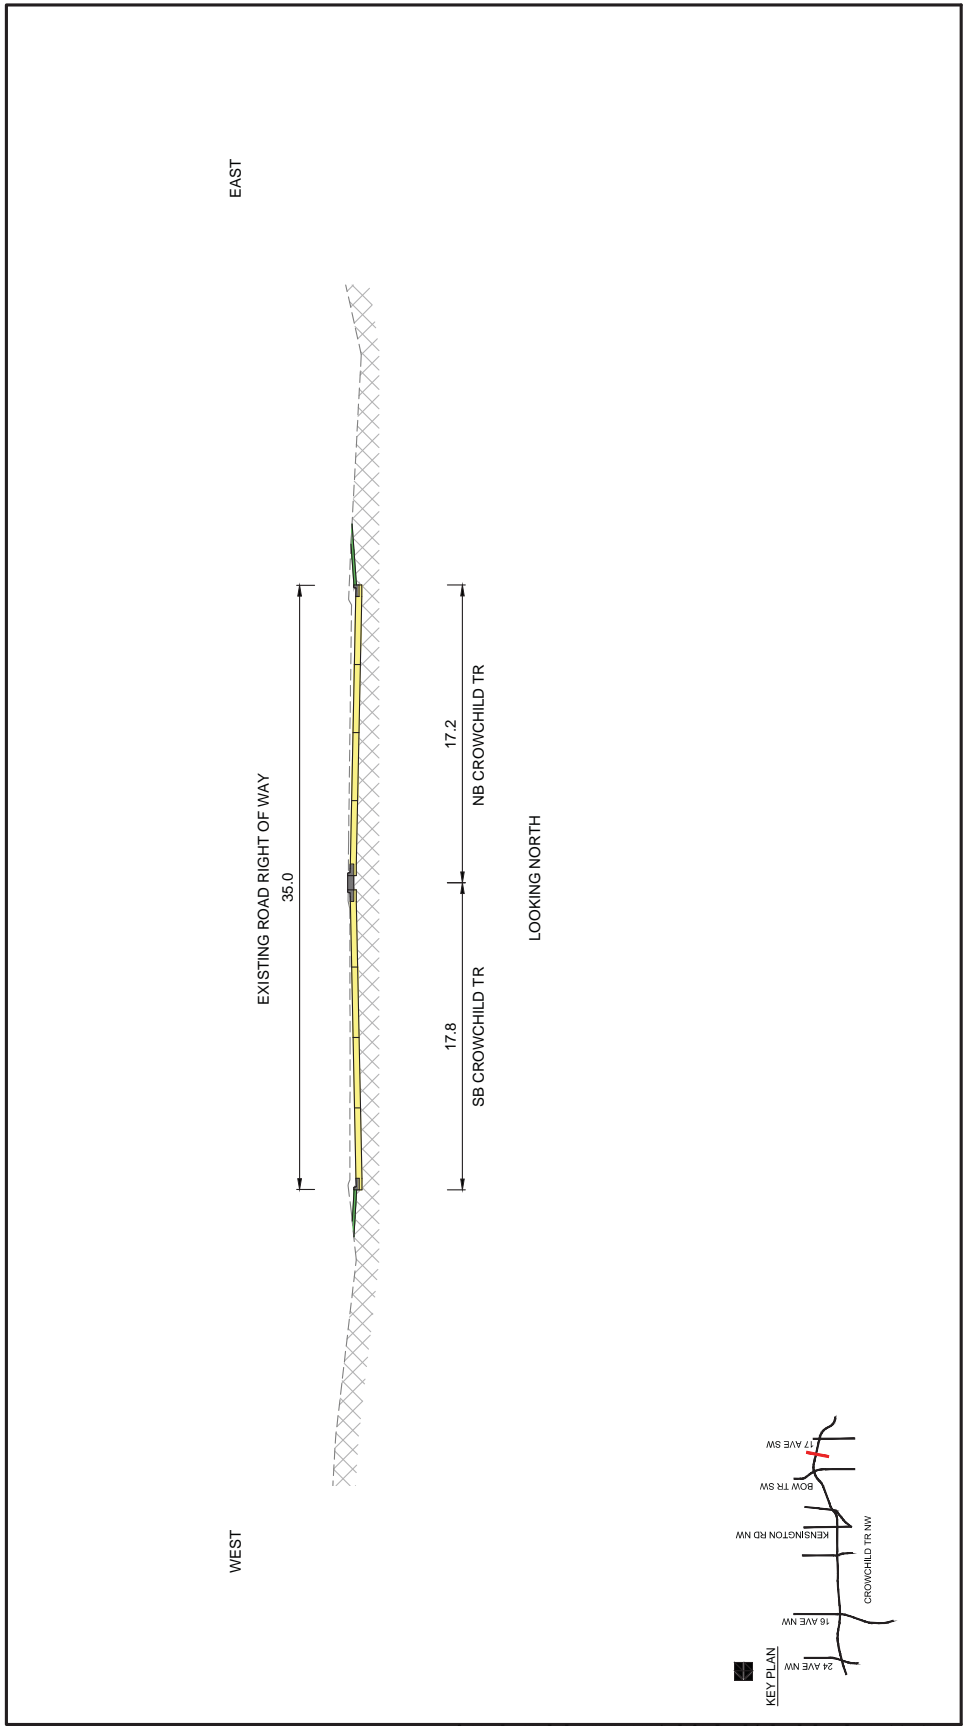 WEST
EAST
EXISTING ROAD RIGHT OF WAY
35.0
17.8
17.2
SB CROWCHILD TR
NB CROWCHILD TR
LOOKING NORTH
KEY PLAN
24 AVE NW
16 AVE NW
KENSINGTON RD NW
BOW TR SW
17 AVE SW
CROWCHILD TR NW